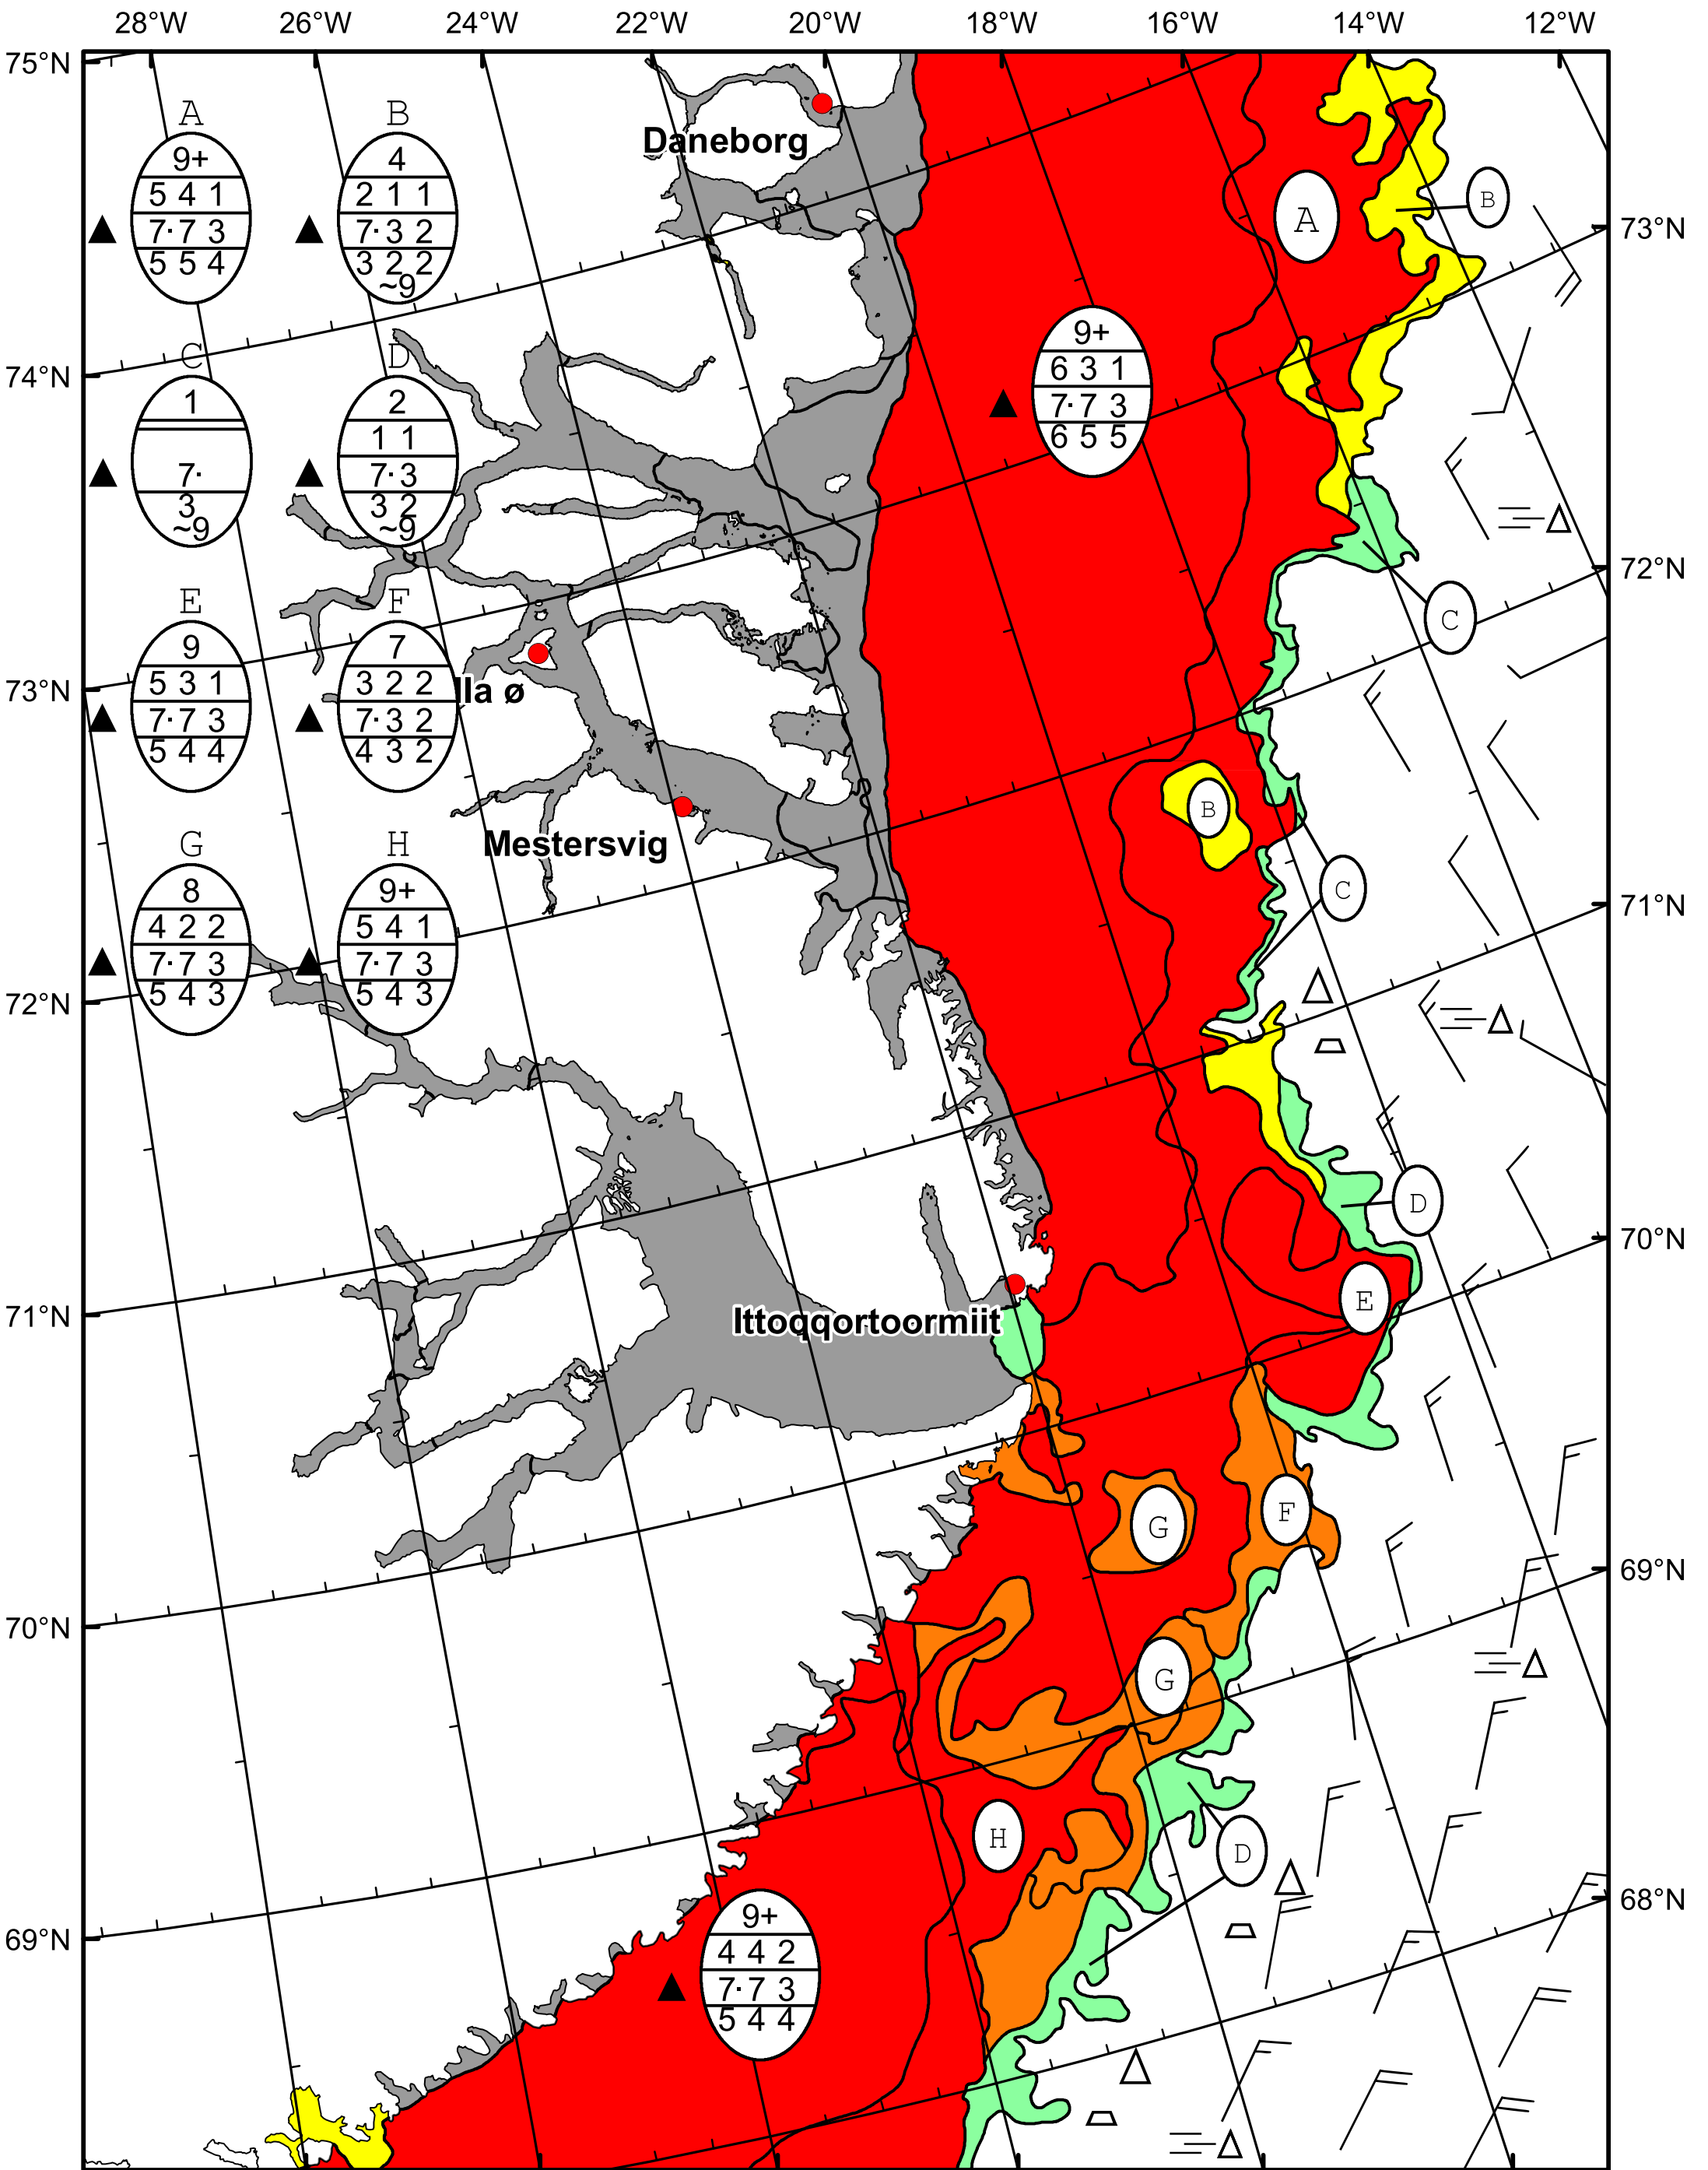 28°W 26°W 24°W 22°W 20°W 18°W 16°W 14°W 12°W
75°N
Daneborg
A B
9+ 4
5 4 1 2 1 1
7· 7 3 7· 3 2
5 5 4 3 2 2
~9
A
B
73°N
74°N
C D
1 2
1 1
7· 7· 3
3 3 2
~9 ~9
9+
6 3 1
7· 7 3
6 5 5
72°N
C
E F
9 7
5 3 1 3 2 2
7· 7 3 7· 3 2
5 4 4 4 3 2
73°N
lla ø
B
Mestersvig
C
71°N
G H
8 9+
4 2 2 5 4 1
7· 7 3 7· 7 3
5 4 3 5 4 3
72°N
D
70°N
E
71°N
Ittoqqortoormiit
G
F
69°N
70°N
G
H
D
68°N
69°N
9+
4 4 2
7· 7 3
5 4 4